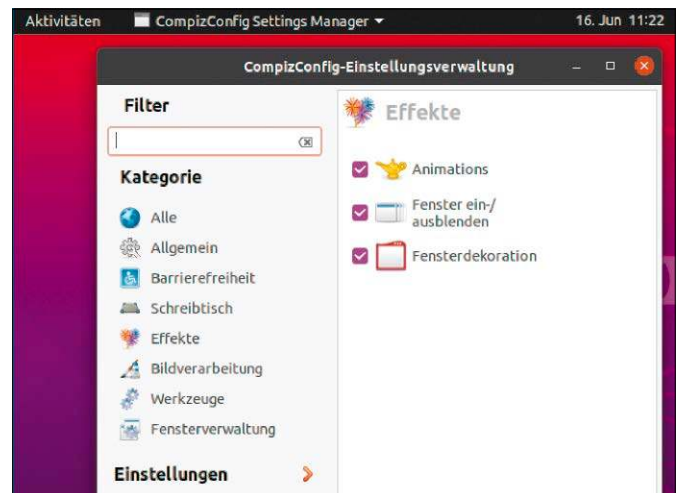 Aktivitäten
CompizConfig Settings Manager
16. Jun 11:22
CompizConfig-Einstellungsverwaltung
Filter
Kategorie
Alle
Allgemein
Barrierefreiheit
Schreibtisch
Effekte
Bildverarbeitung
Werkzeuge
Fensterverwaltung
Einstellungen
Effekte
Animations
Fenster ein-/
ausblenden
Fensterdekoration